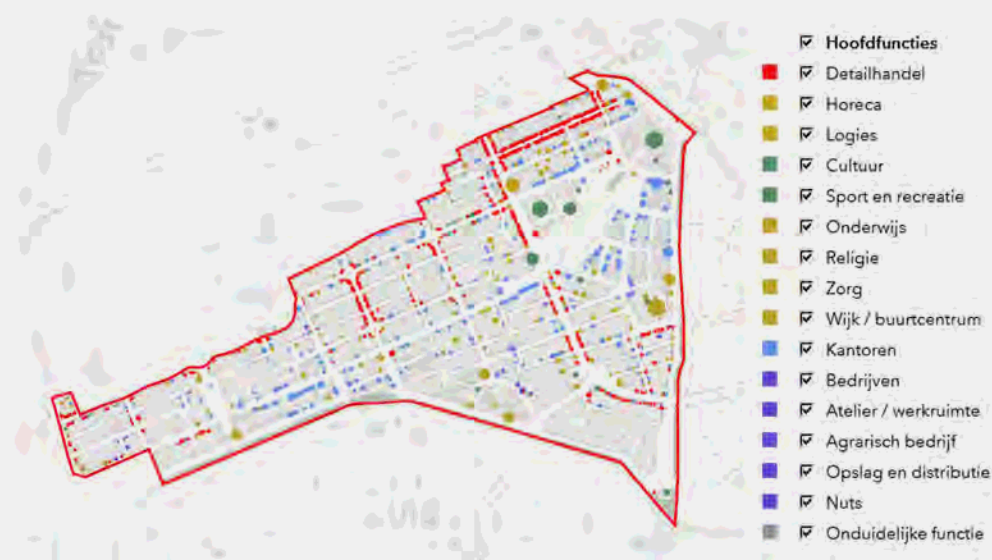 Hoofdfuncties
Detailhandel
Horeca
Logies
Cultuur
Sport en recreatie
Onderwijs
Religie
Zorg
Wijk / buurtcentrum
Kantoren
Bedrijven
Atelier / werkruimte
Agrarisch bedrijf
Opslag en distributie
Nuts
Onduidelijke functie